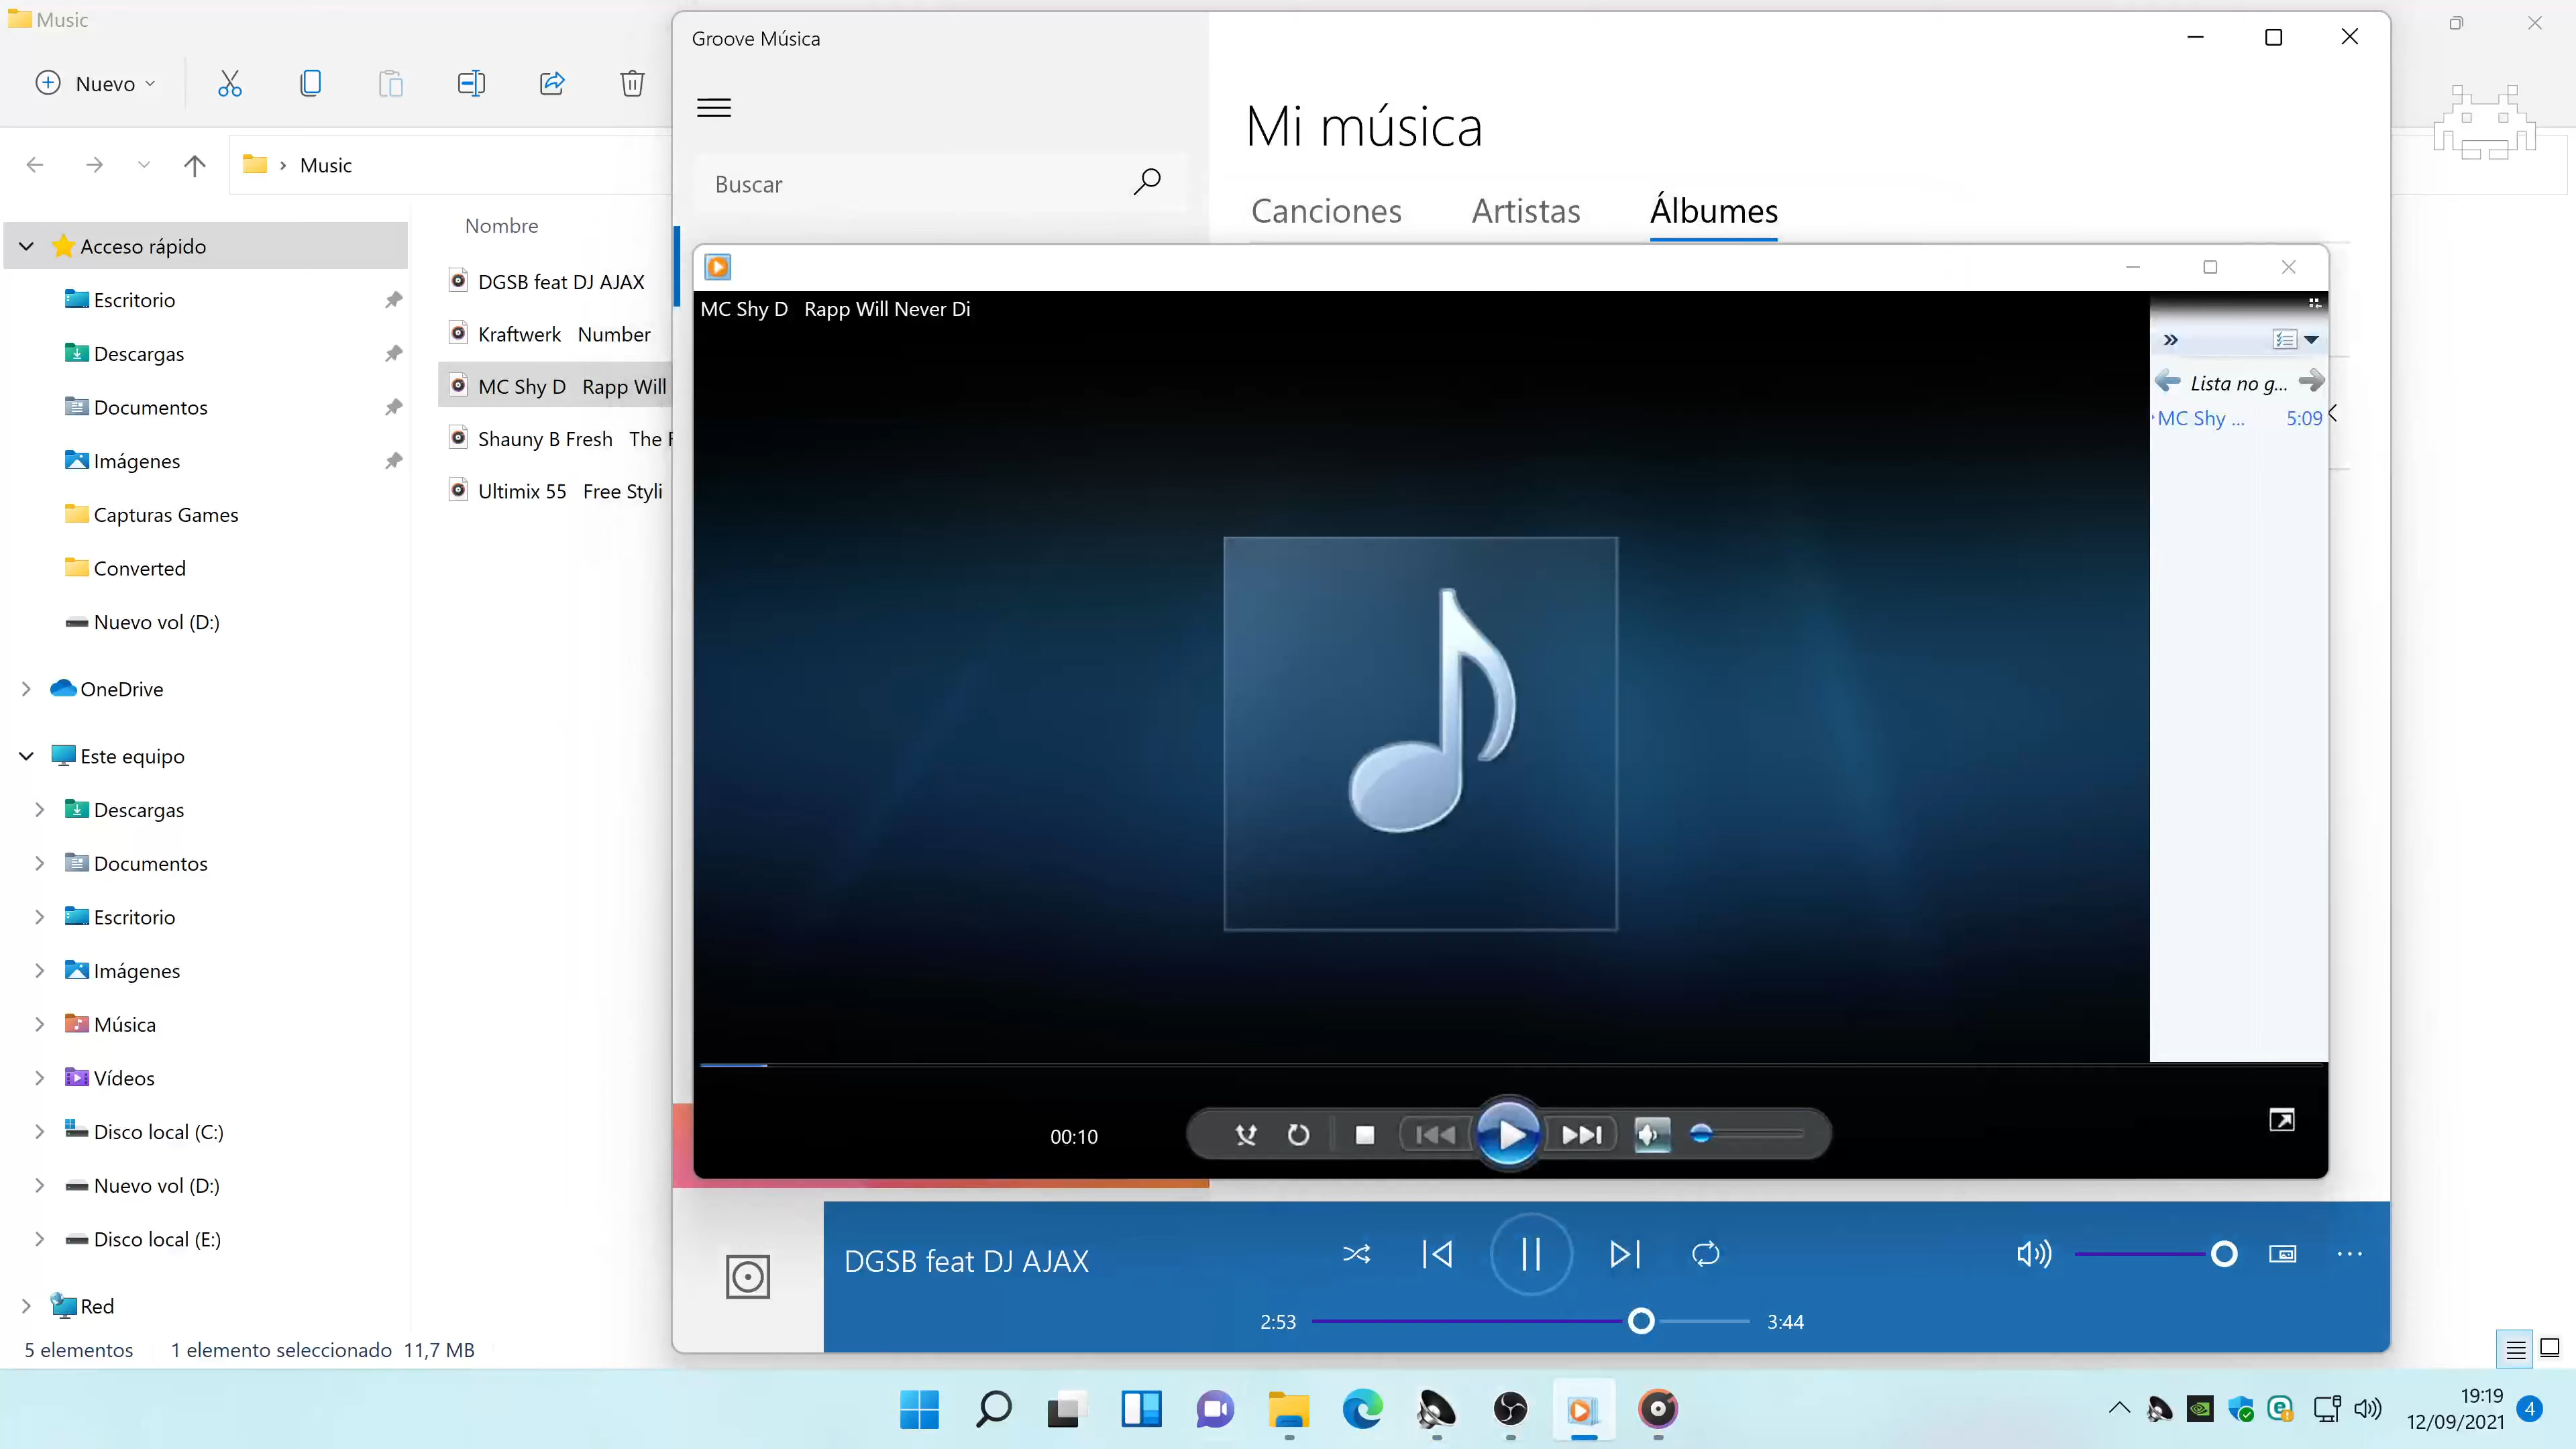 Music
Nuevo
Music
Acceso rápido
Escritorio
Descargas
Documentos
Imágenes
Capturas Games
Converted
Nuevo vol (D:)
OneDrive
Este equipo
Descargas
Documentos
Escritorio
Imágenes
Música
Vídeos
Disco local (C:)
Nuevo vol (D:)
Disco local (E:)
Red
5 elementos 1 elemento seleccionado 11,7 MB
Nombre
DGSB feat DJ AJAX
Kraftwerk Number
MC Shy D Rapp Will
Shauny B Fresh The
Ultimix 55 Free Styli
Groove Música
Buscar
Mi música
Canciones Artistas Álbumes
MC Shy D Rapp Will Never Di
Lista no g...
MC Shy ... 5:09
00:10
DGSB feat DJ AJAX
2:53 3:44
19:19
12/09/2021 4